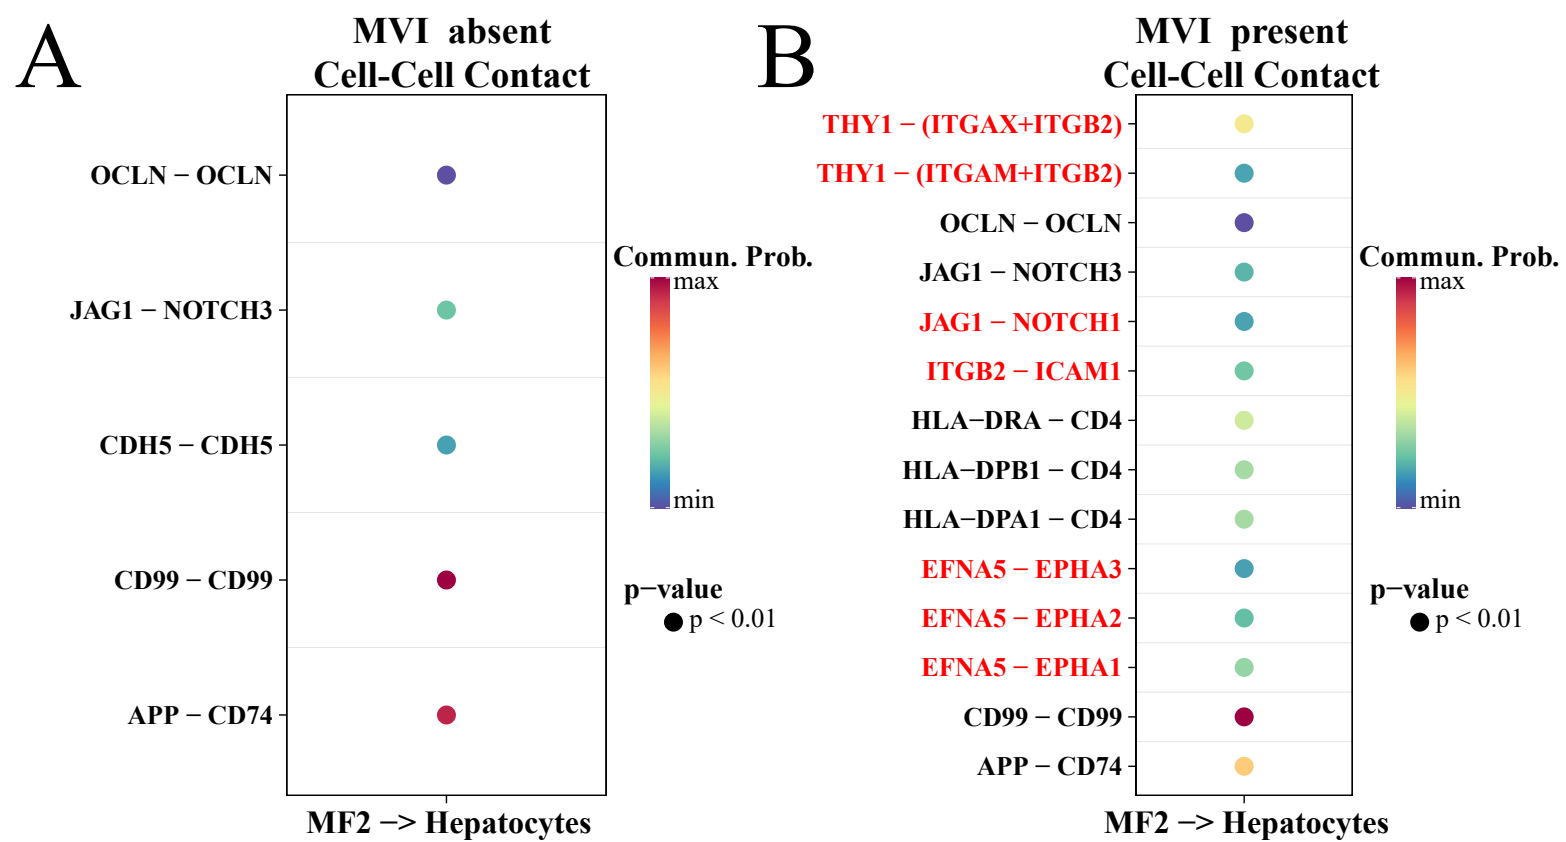 A
MVI absent
Cell-Cell Contact
OCLN − OCLN
JAG1 − NOTCH3
CDH5 − CDH5
CD99 − CD99
APP − CD74
MF2 −> Hepatocytes
Commun. Prob.
max
min
p−value
p < 0.01
B
MVI present
Cell-Cell Contact
THY1 − (ITGAX+ITGB2)
THY1 − (ITGAM+ITGB2)
OCLN − OCLN
JAG1 − NOTCH3
JAG1 − NOTCH1
ITGB2 − ICAM1
HLA−DRA − CD4
HLA−DPB1 − CD4
HLA−DPA1 − CD4
EFNA5 − EPHA3
EFNA5 − EPHA2
EFNA5 − EPHA1
CD99 − CD99
APP − CD74
MF2 −> Hepatocytes
Commun. Prob.
max
min
p−value
p < 0.01